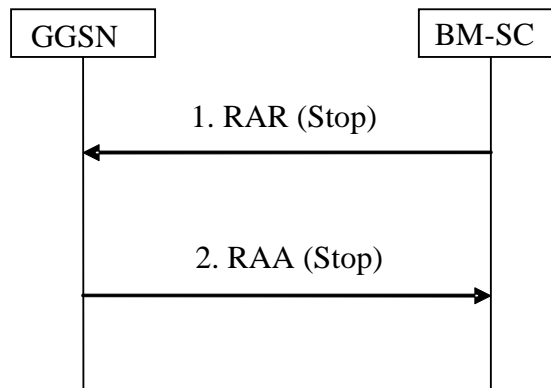 GGSN
BM-SC
1. RAR (Stop)
2. RAA (Stop)